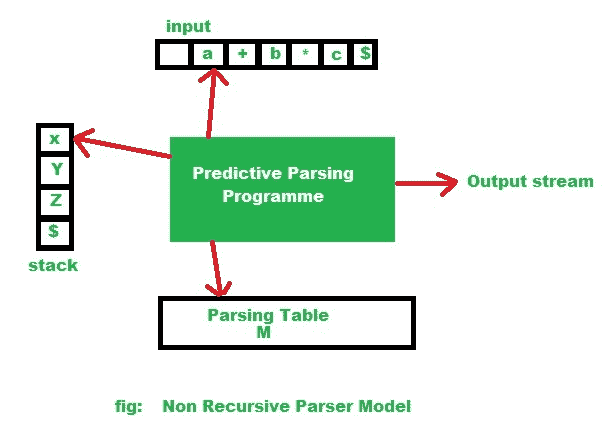 input
a + b * c $
x
Y
Z
$
stack
Predictive Parsing
Programme
Output stream
Parsing Table
M
fig: Non Recursive Parser Model